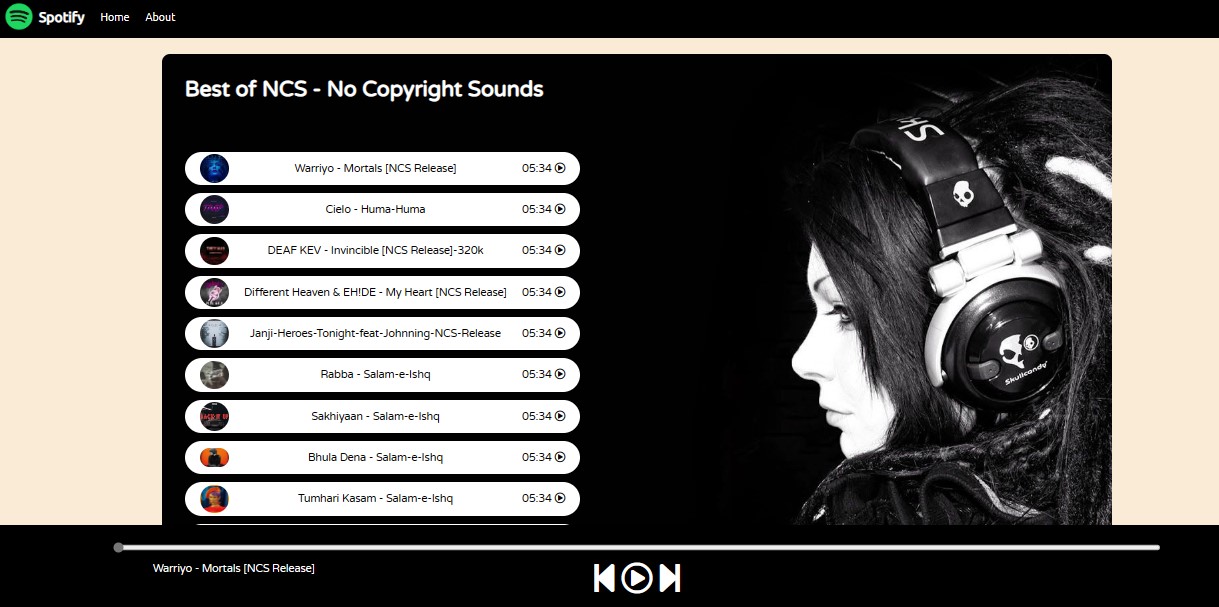 Spotify Home About
Best of NCS - No Copyright Sounds
SK
Warriyo - Mortals [NCS Release] 05:34
Cielo - Huma-Huma 05:34
DEAF KEV - Invincible [NCS Release]-320k 05:34
Different Heaven & EH!DE - My Heart [NCS Release] 05:34
Janji-Heroes-Tonight-feat-Johnning-NCS-Release 05:34
Rabba - Salam-e-Ishq 05:34
Sakhiyaan - Salam-e-Ishq 05:34
Bhula Dena - Salam-e-Ishq 05:34
Tumhari Kasam - Salam-e-Ishq 05:34
Skullcandy
Warriyo - Mortals [NCS Release]